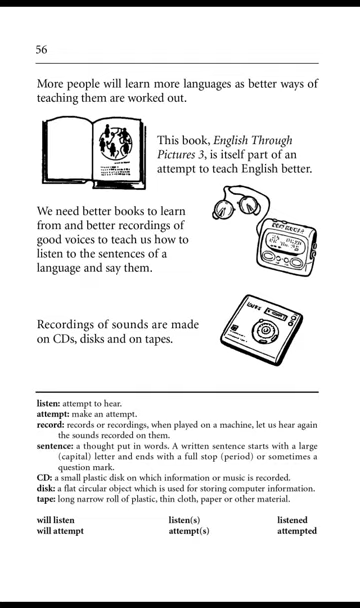 56
More people will learn more languages as better ways of
teaching them are worked out.
This book, English Through
Pictures 3, is itself part of an
attempt to teach English better.
We need better books to learn
from and better recordings of
good voices to teach us how to
listen to the sentences of a
language and say them.
Recordings of sounds are made
on CDs, disks and on tapes.
listen: attempt to hear.
attempt: make an attempt.
record: records or recordings, when played on a machine, let us hear again
the sounds recorded on them.
sentence: a thought put in words. A written sentence starts with a large
(capital) letter and ends with a full stop (period) or sometimes a
question mark.
CD: a small plastic disk on which information or music is recorded.
disk: a flat circular object which is used for storing computer information.
tape: long narrow roll of plastic, thin cloth, paper or other material.
will listen listen(s) listened
will attempt attempt(s) attempted